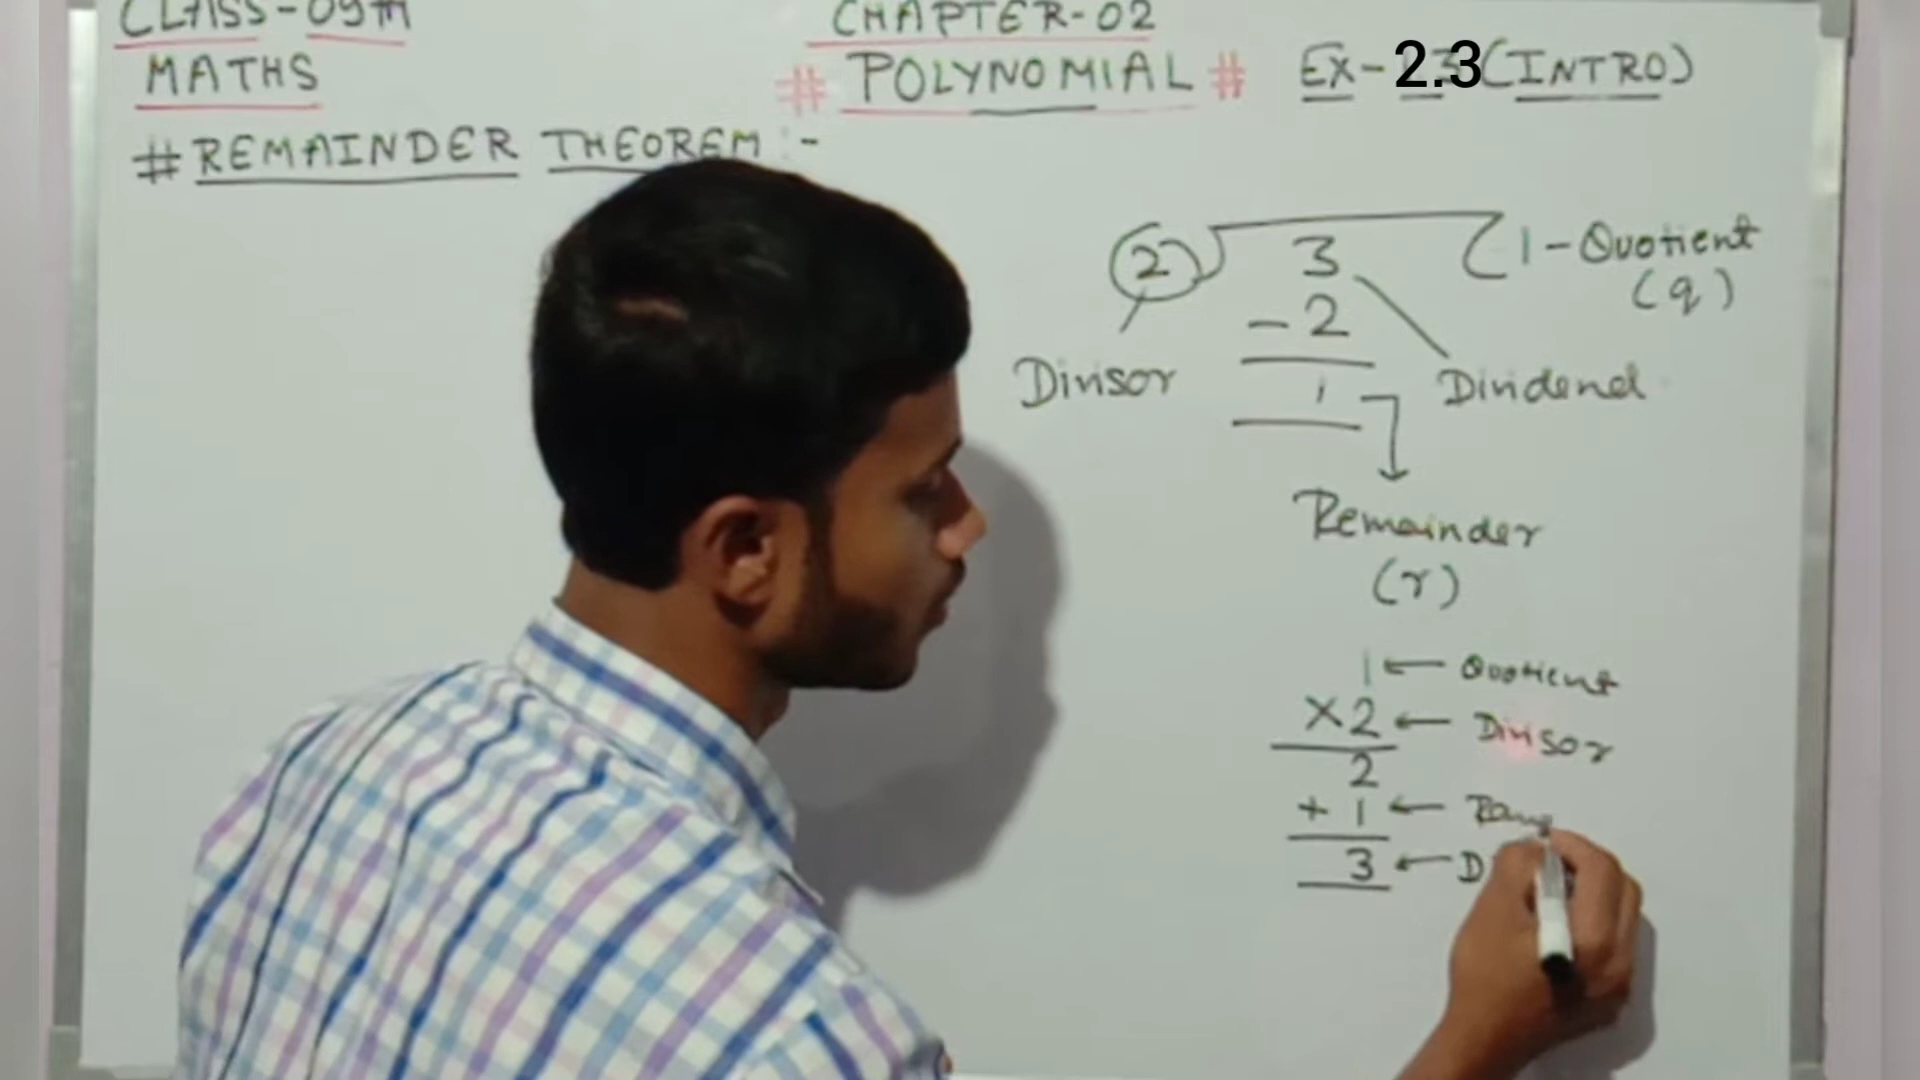 CLASS-09TH
MATHS
CHAPTER-02
# POLYNOMIAL #
EX-2.3(INTRO)
#REMAINDER THEOREM :-
2) 3 (1-Quotient
(q)
-2
Divisor
1
Dividend
Remainder
(r)
1 ← Quotient
×2 ← Divisor
2
+ 1 ←
3 ← D